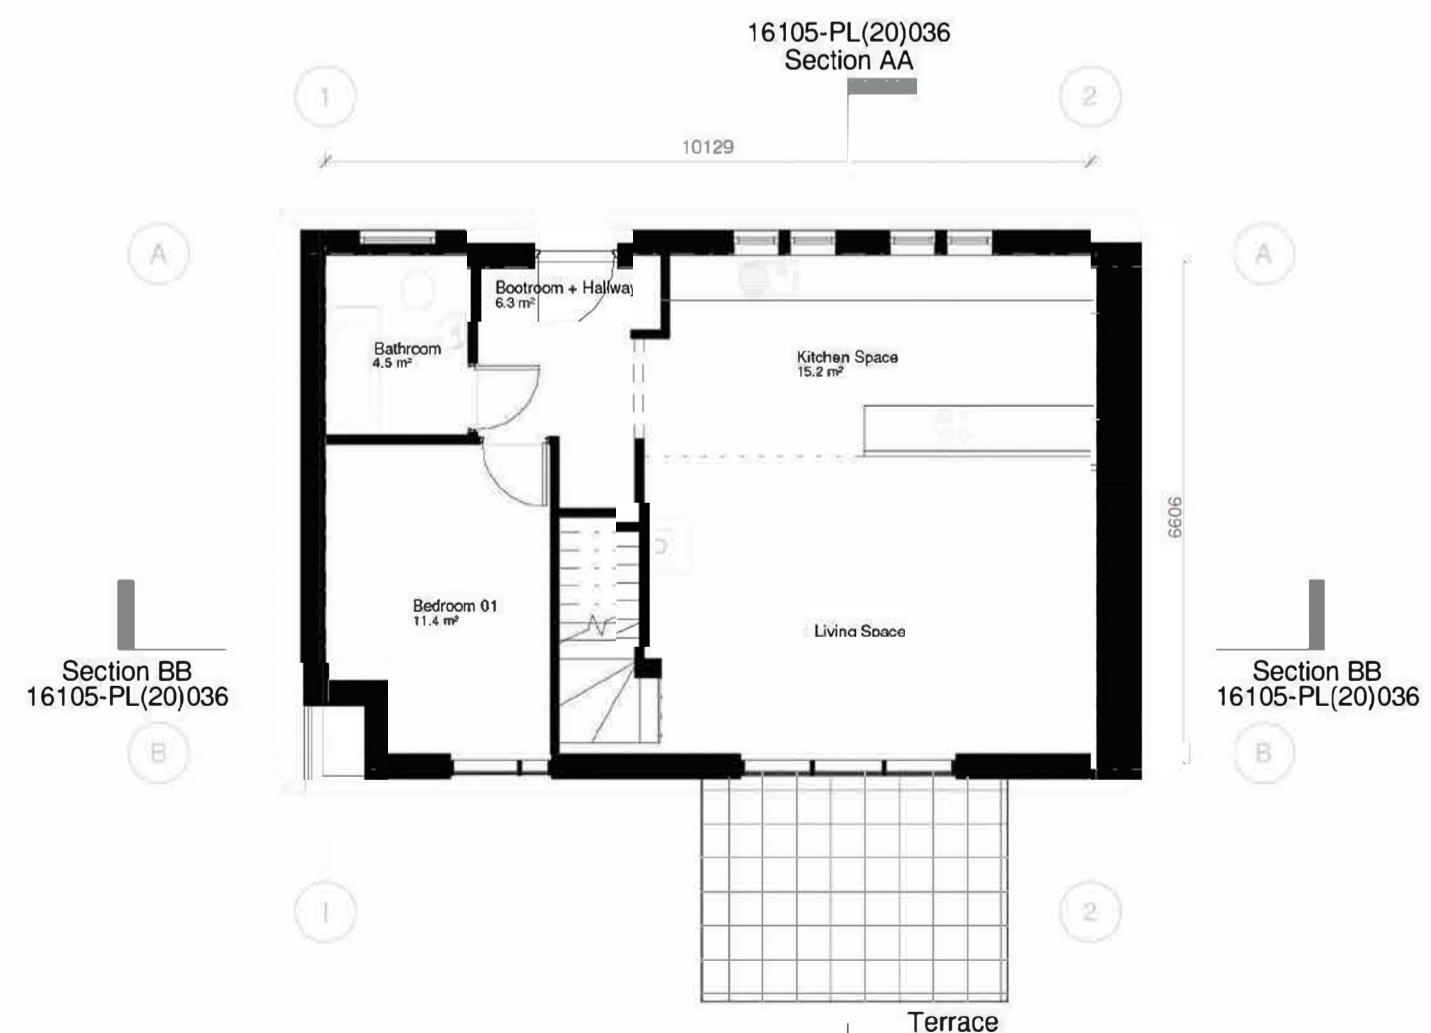 16105-PL(20)036
Section AA
1
2
10129
A
A
Bootroom + Hallway
6.3 m²
Bathroom
4.5 m²
Kitchen Space
15.2 m²
6606
Bedroom 01
11.4 m²
Living Space
Section BB
16105-PL(20)036
Section BB
16105-PL(20)036
B
B
1
2
Terrace